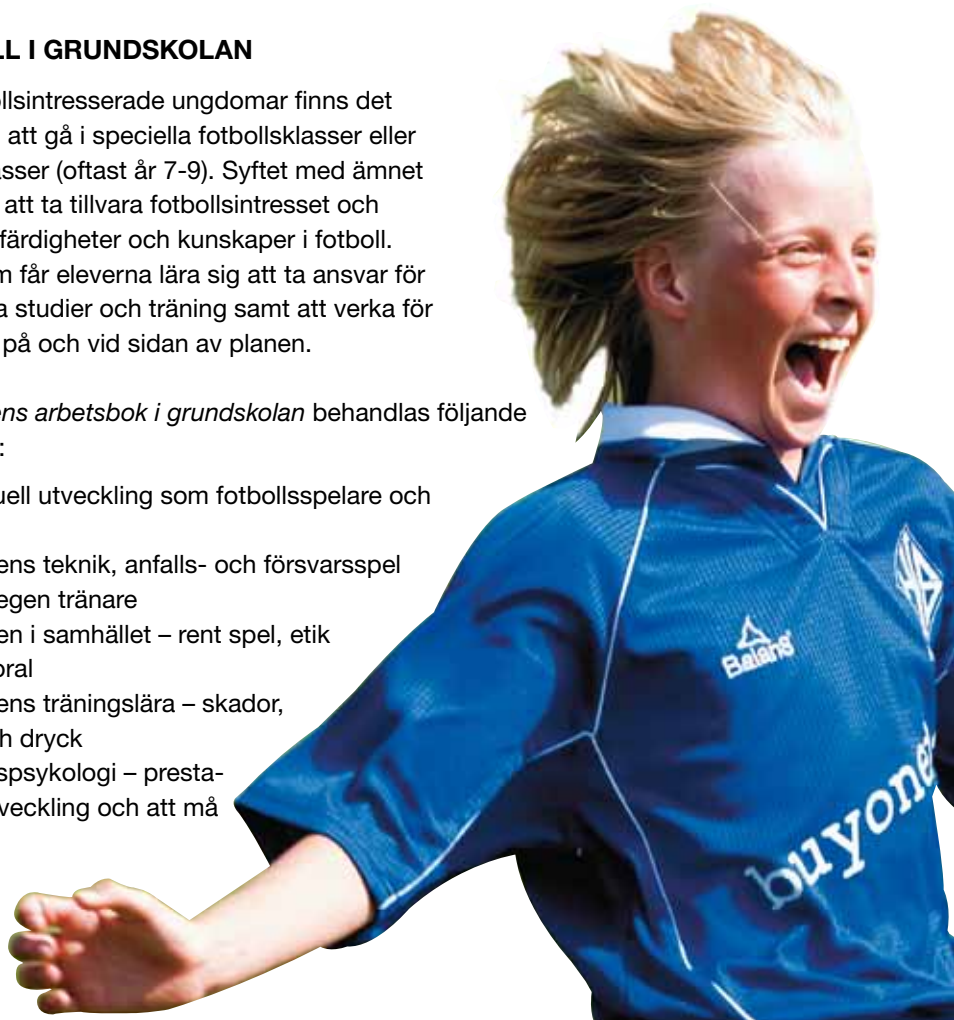 LL I GRUNDSKOLAN
ollsintresserade ungdomar finns det
att gå i speciella fotbollsklasser eller
asser (oftast år 7-9). Syftet med ämnet
att ta tillvara fotbollsintresset och
färdigheter och kunskaper i fotboll.
m får eleverna lära sig att ta ansvar för
a studier och träning samt att verka för
på och vid sidan av planen.
ens arbetsbok i grundskolan behandlas följande
:
uell utveckling som fotbollsspelare och
ens teknik, anfalls- och försvarsspel
egen tränare
en i samhället – rent spel, etik
oral
ens träningslära – skador,
h dryck
spsykologi – presta-
veckling och att må
Balans
buyone